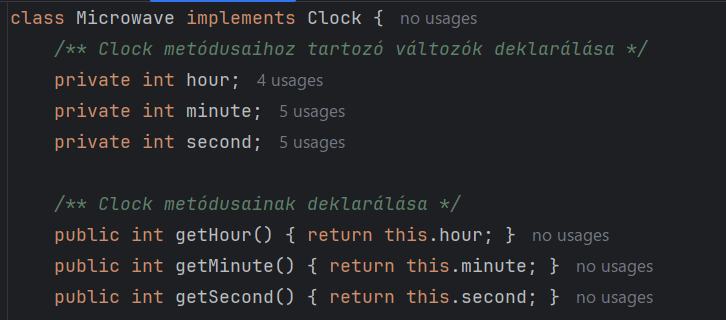 class Microwave implements Clock { no usages
/** Clock metódusaihoz tartozó változók deklarálása */
private int hour; 4 usages
private int minute; 5 usages
private int second; 5 usages
/** Clock metódusainak deklarálása */
public int getHour() { return this.hour; } no usages
public int getMinute() { return this.minute; } no usages
public int getSecond() { return this.second; } no usages